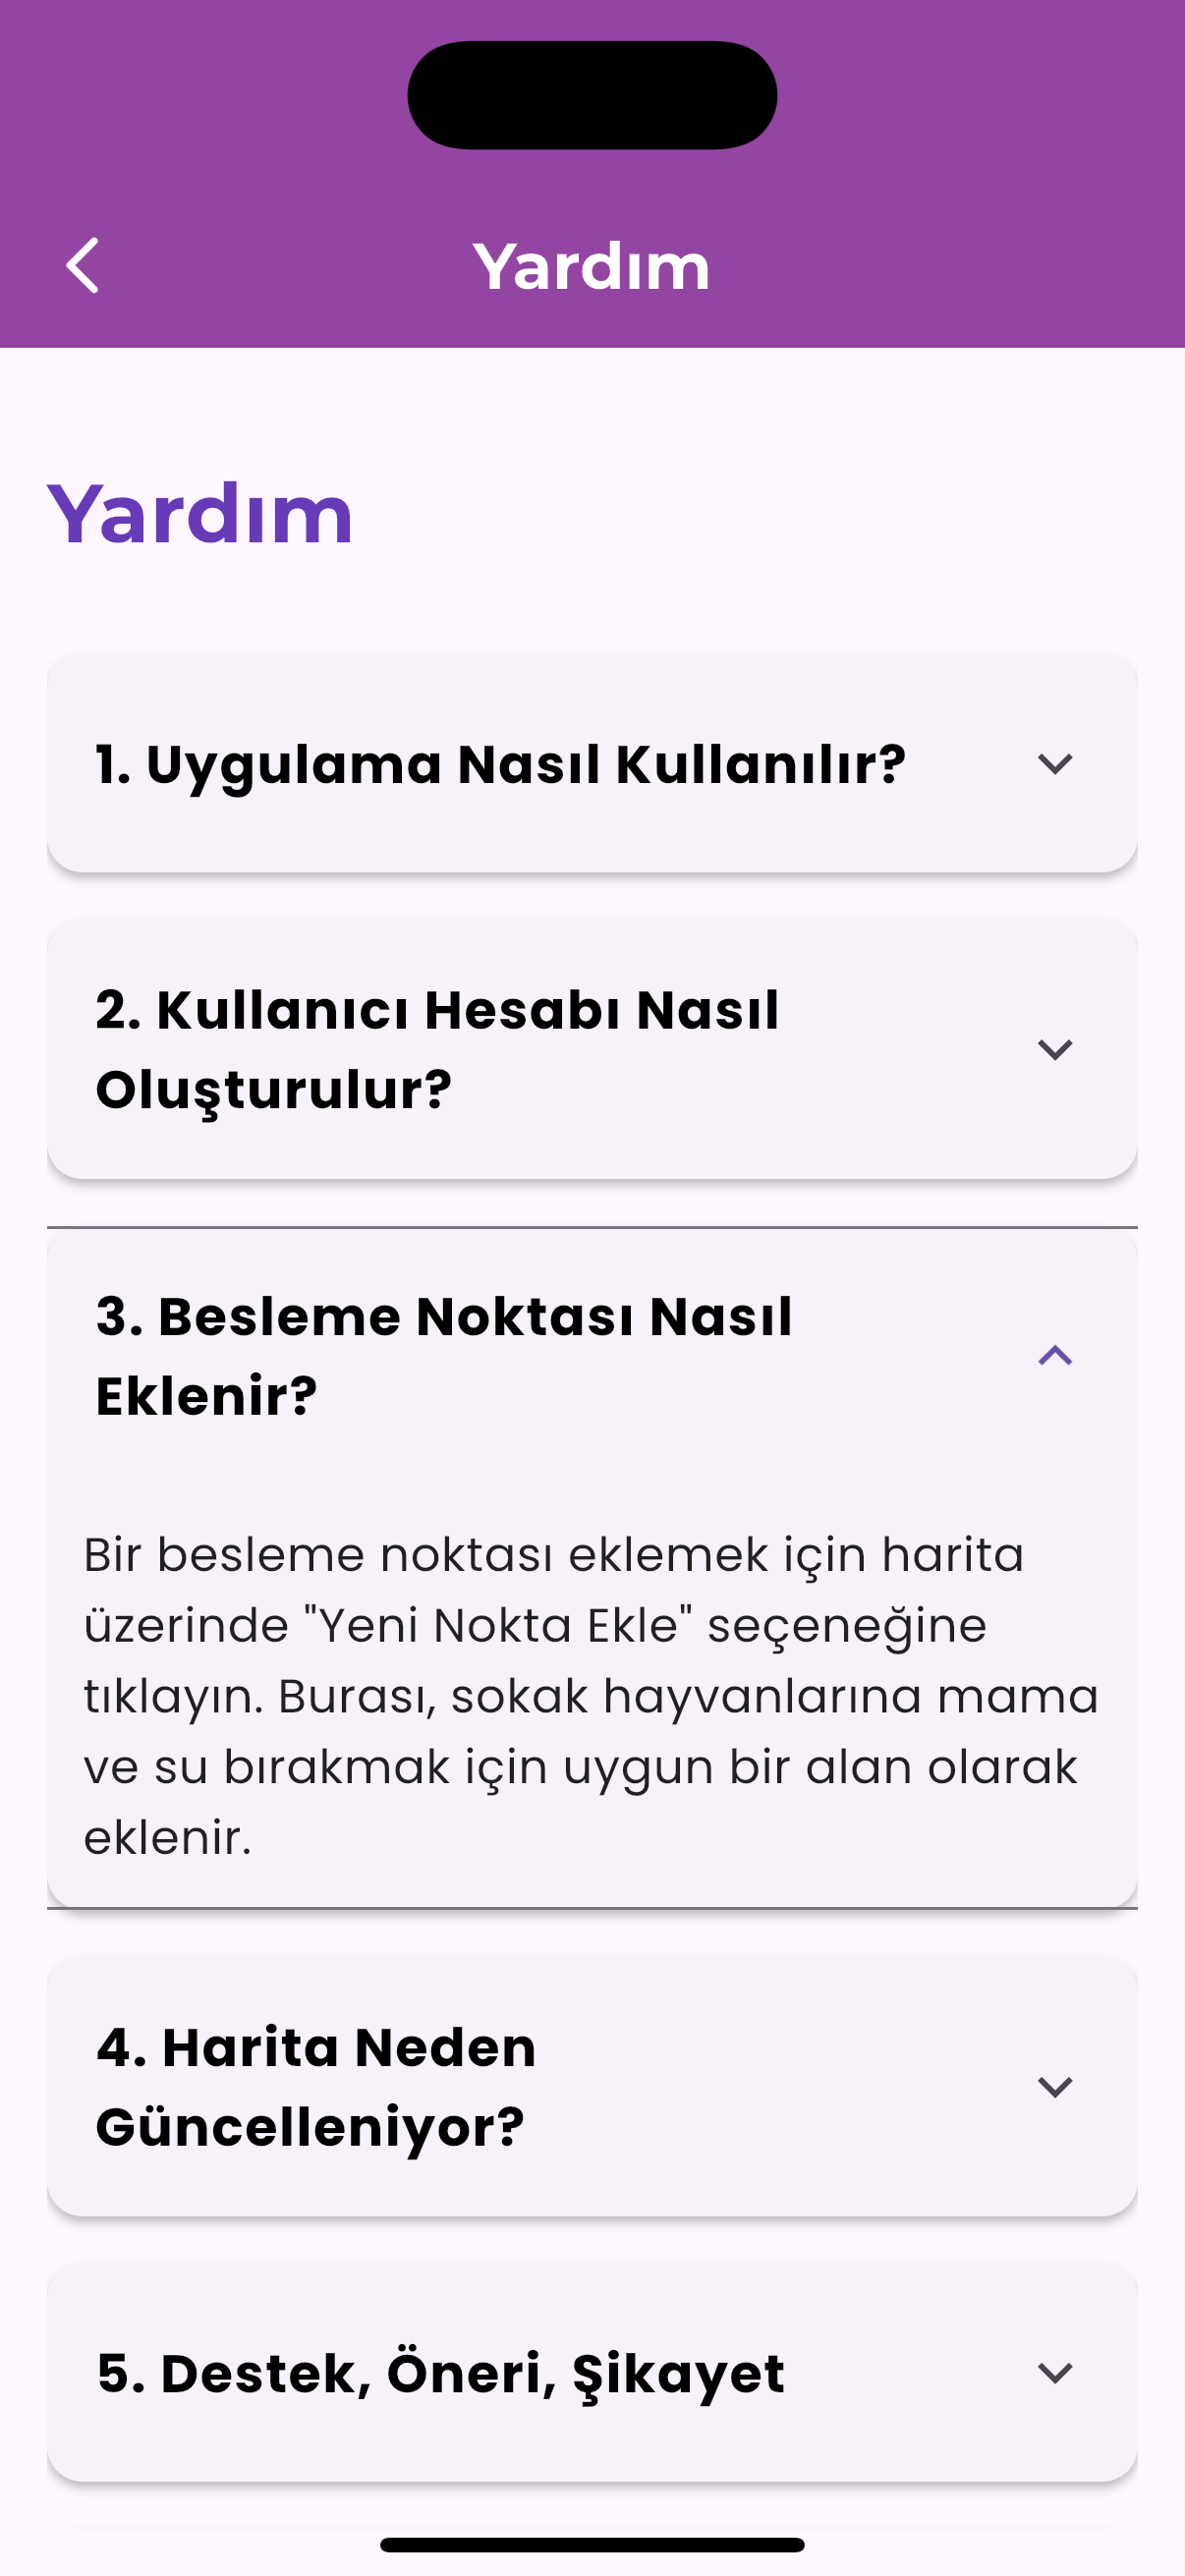 Yardım
Yardım
1. Uygulama Nasıl Kullanılır?
2. Kullanıcı Hesabı Nasıl
Oluşturulur?
3. Besleme Noktası Nasıl
Eklenir?
Bir besleme noktası eklemek için harita
üzerinde "Yeni Nokta Ekle" seçeneğine
tıklayın. Burası, sokak hayvanlarına mama
ve su bırakmak için uygun bir alan olarak
eklenir.
4. Harita Neden
Güncelleniyor?
5. Destek, Öneri, Şikayet